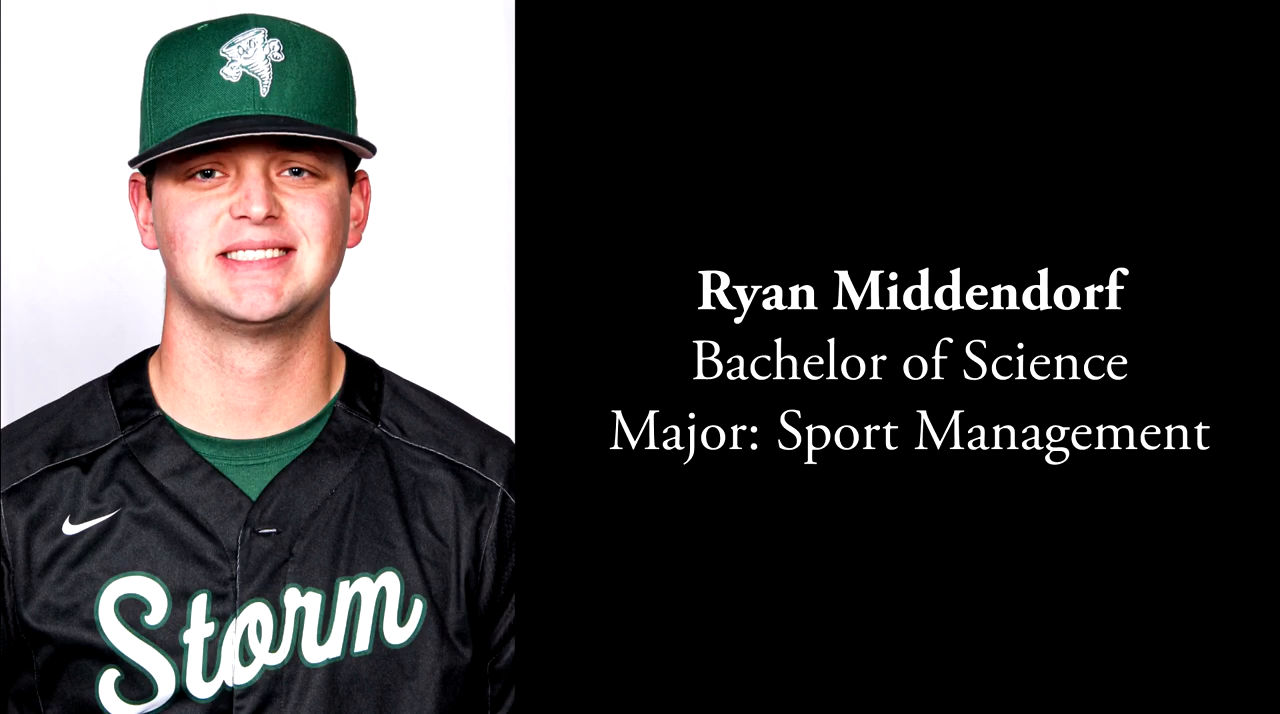 Storm
Ryan Middendorf
Bachelor of Science
Major: Sport Management